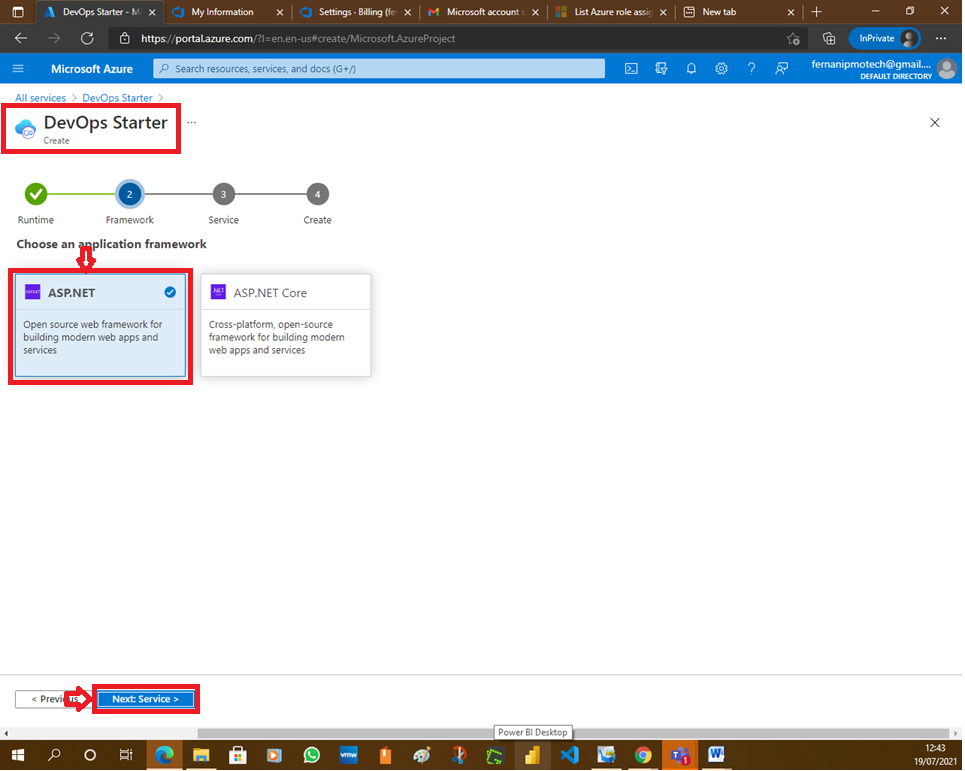 DevOps Starter - Mi
My Information
Settings - Billing (fe
Microsoft account s
List Azure role assig
New tab
https://portal.azure.com/?l=en.en-us#create/Microsoft.AzureProject
InPrivate
Microsoft Azure
Search resources, services, and docs (G+/)
fernanipmotech@gmail....
DEFAULT DIRECTORY
All services > DevOps Starter >
DevOps Starter
...
Create
2
3
4
Runtime
Framework
Service
Create
Choose an application framework
ASP.NET
Open source web framework for
building modern web apps and
services
ASP.NET Core
Cross-platform, open-source
framework for building modern
web apps and services
< Previous
Next: Service >
Power BI Desktop
vmw
1
12:43
19/07/2021